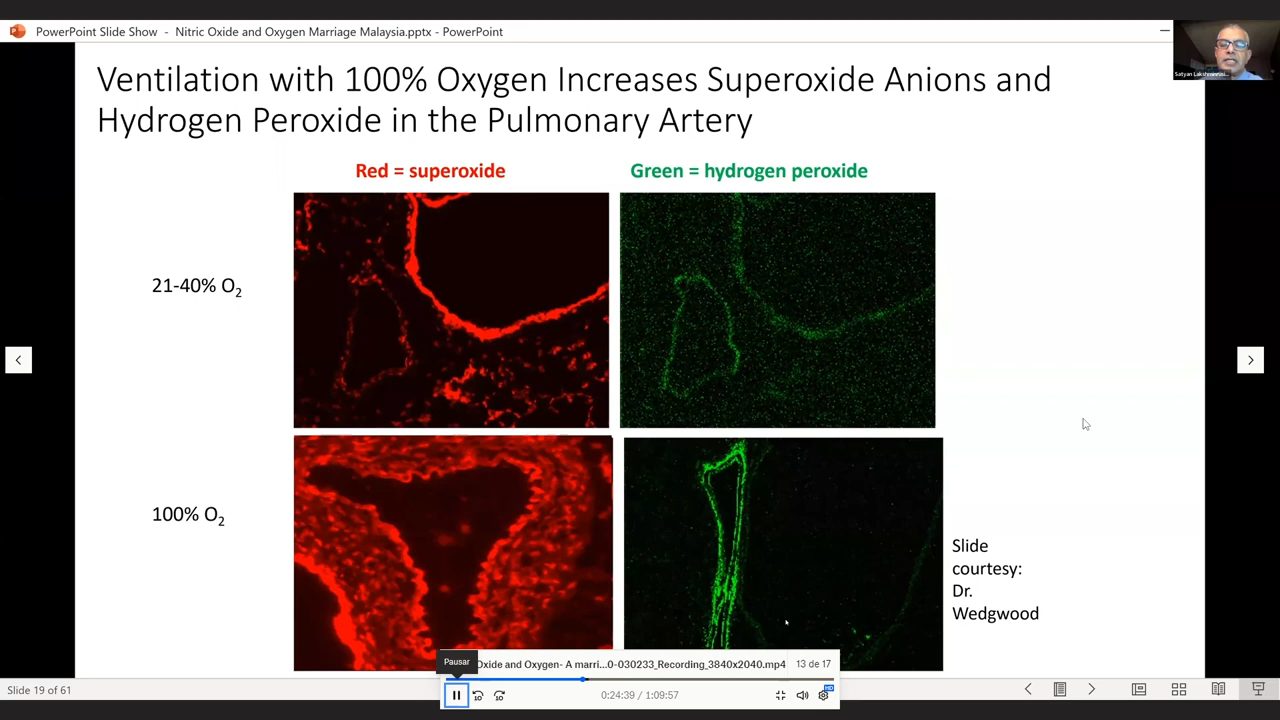 PowerPoint Slide Show - Nitric Oxide and Oxygen Marriage Malaysia.pptx - PowerPoint
Ventilation with 100% Oxygen Increases Superoxide Anions and
Hydrogen Peroxide in the Pulmonary Artery
Red = superoxide
Green = hydrogen peroxide
21-40% O2
100% O2
Slide
courtesy:
Dr.
Wedgwood
Pausar
Oxide and Oxygen- A marri...0-030233_Recording_3840x2040.mp4
13 de 17
10
10
0:24:39 / 1:09:57
HD
Slide 19 of 61